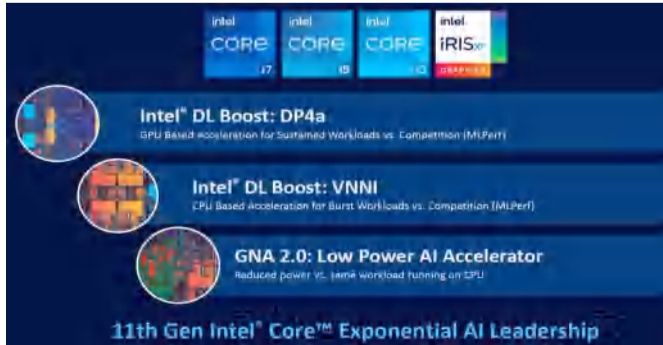 intel
CORE
i7
intel
CORE
i5
intel
CORE
i3
intel
iRIS Xe
GRAPHICS
Intel® DL Boost: DP4a
GPU Based Acceleration for Sustained Workloads vs. Competition (MLPerf)
Intel® DL Boost: VNNI
CPU Based Acceleration for Burst Workloads vs. Competition (MLPerf)
GNA 2.0: Low Power AI Accelerator
Reduced power vs. same workload running on CPU
11th Gen Intel® Core™ Exponential AI Leadership